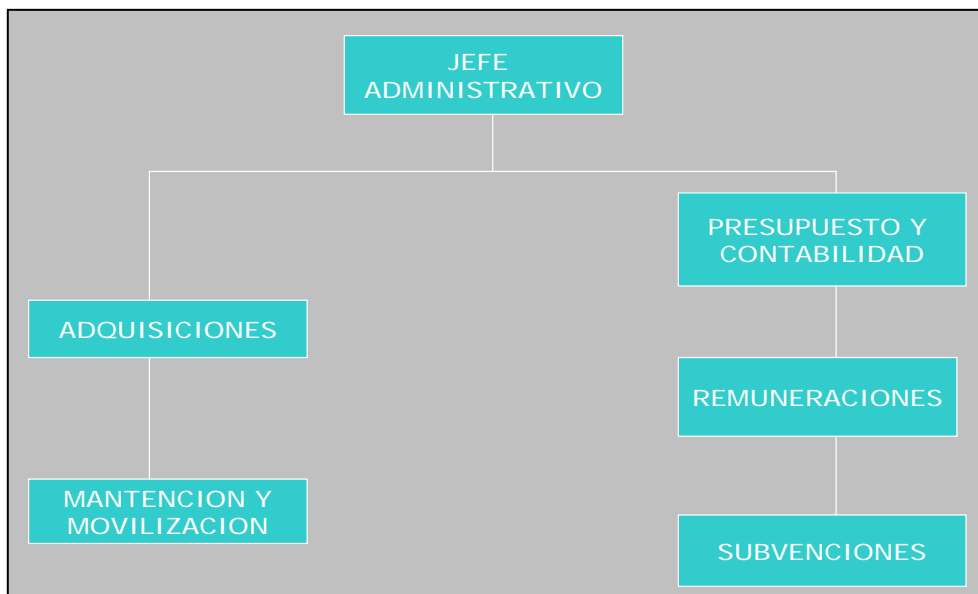 JEFE
ADMINISTRATIVO
PRESUPUESTO Y
CONTABILIDAD
ADQUISICIONES
REMUNERACIONES
MANTENCION Y
MOVILIZACION
SUBVENCIONES